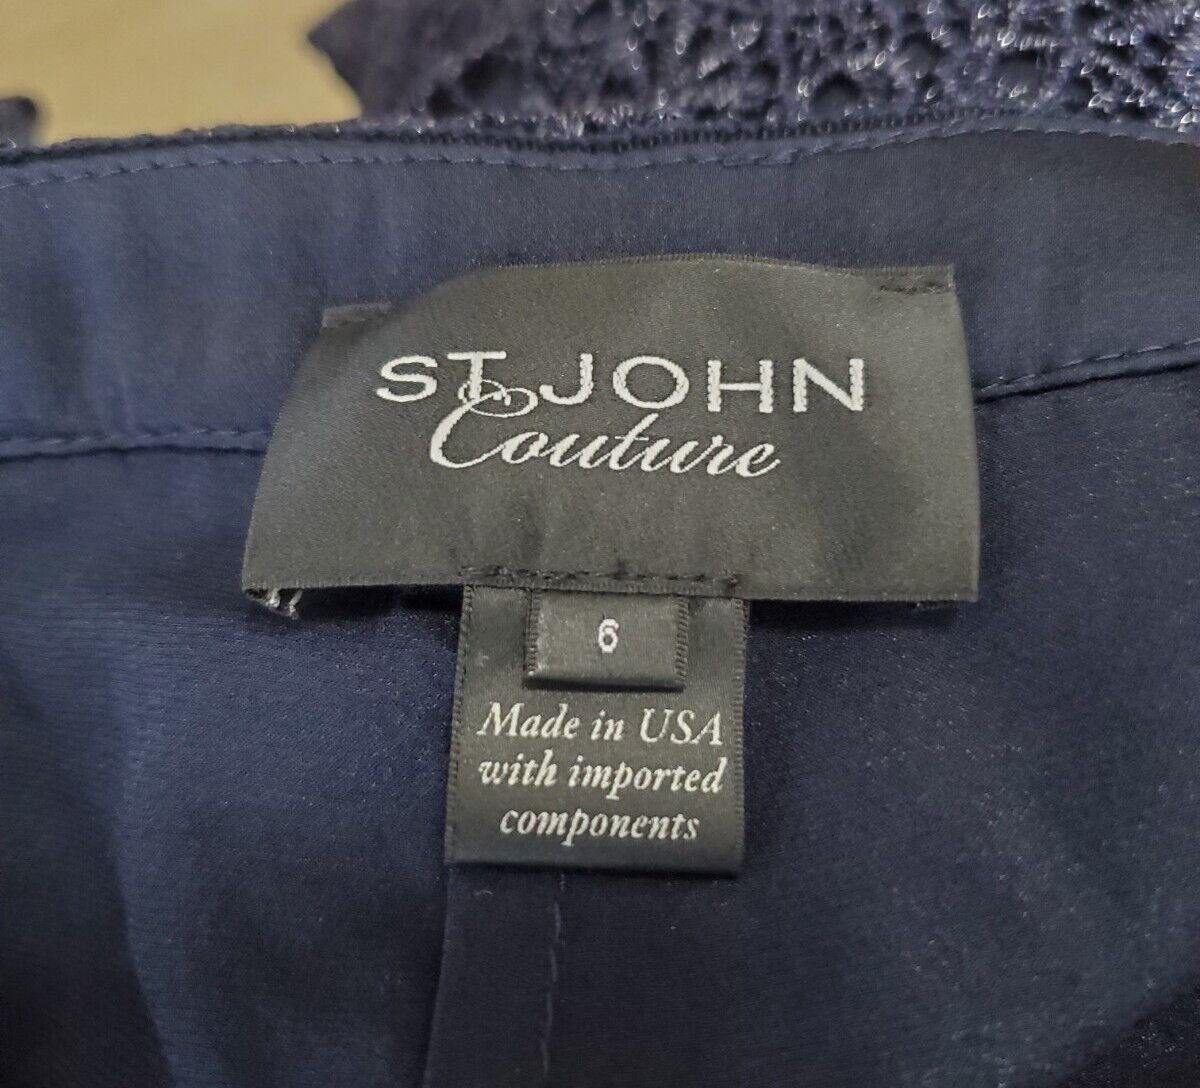 ST. JOHN
Couture
6
Made in USA
with imported
components